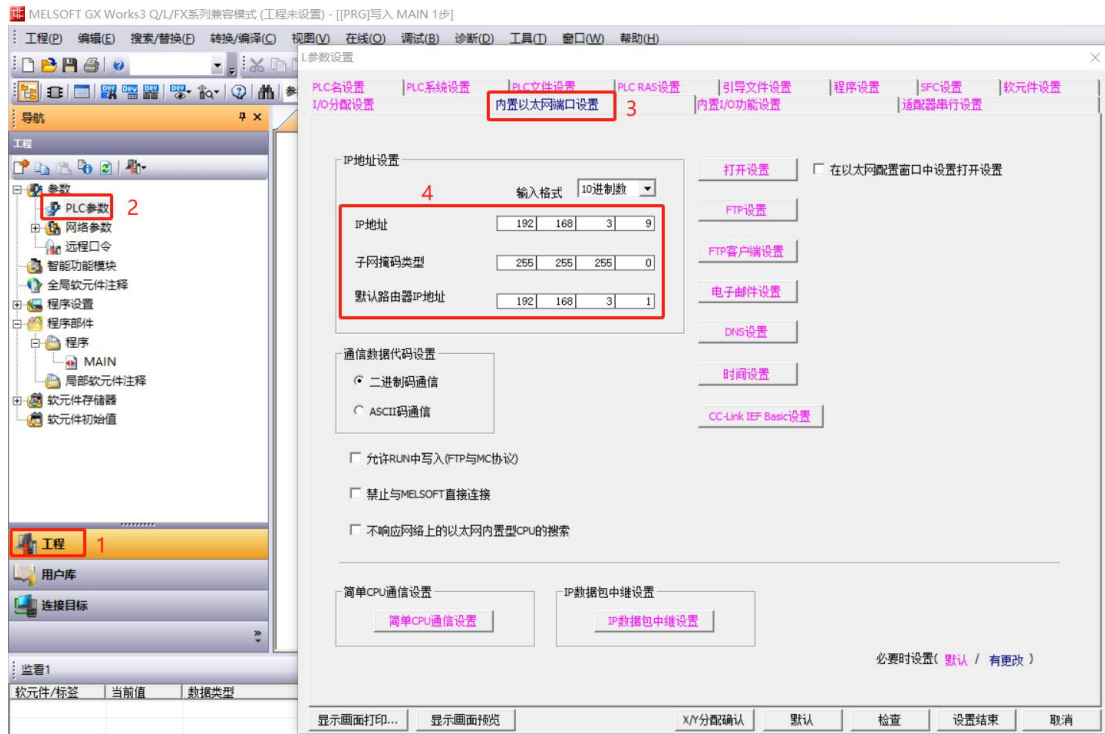 MELSOFT GX Works3 Q/L/FX系列兼容模式 (工程未设置) - [[PRG]写入 MAIN 1步]
工程(P) 编辑(E) 搜索/替换(F) 转换/编译(C) 视图(V) 在线(O) 调试(B) 诊断(D) 工具(T) 窗口(W) 帮助(H)
L参数设置
PLC名设置 PLC系统设置 PLC文件设置 PLC RAS设置 引导文件设置 程序设置 SFC设置 软元件设置
I/O分配设置 内置以太网端口设置 3 内置I/O功能设置 适配器串行设置
导航
工程
参数
PLC参数 2
网络参数
远程口令
智能功能模块
全局软元件注释
程序设置
程序部件
程序
MAIN
局部软元件注释
软元件存储器
软元件初始值
工程 1
用户库
连接目标
监看1
软元件/标签 当前值 数据类型
IP地址设置
4 输入格式 10进制数
IP地址 192 168 3 9
子网掩码类型 255 255 255 0
默认路由器IP地址 192 168 3 1
打开设置 在以太网配置窗口中设置打开设置
FTP设置
FTP客户端设置
电子邮件设置
DNS设置
时间设置
CC-Link IEF Basic设置
通信数据代码设置
二进制码通信
ASCII码通信
允许RUN中写入(FTP与MC协议)
禁止与MELSOFT直接连接
不响应网络上的以太网内置型CPU的搜索
简单CPU通信设置 IP数据包中继设置
简单CPU通信设置 IP数据包中继设置
必要时设置( 默认 / 有更改 )
显示画面打印... 显示画面预览 X/Y分配确认 默认 检查 设置结束 取消